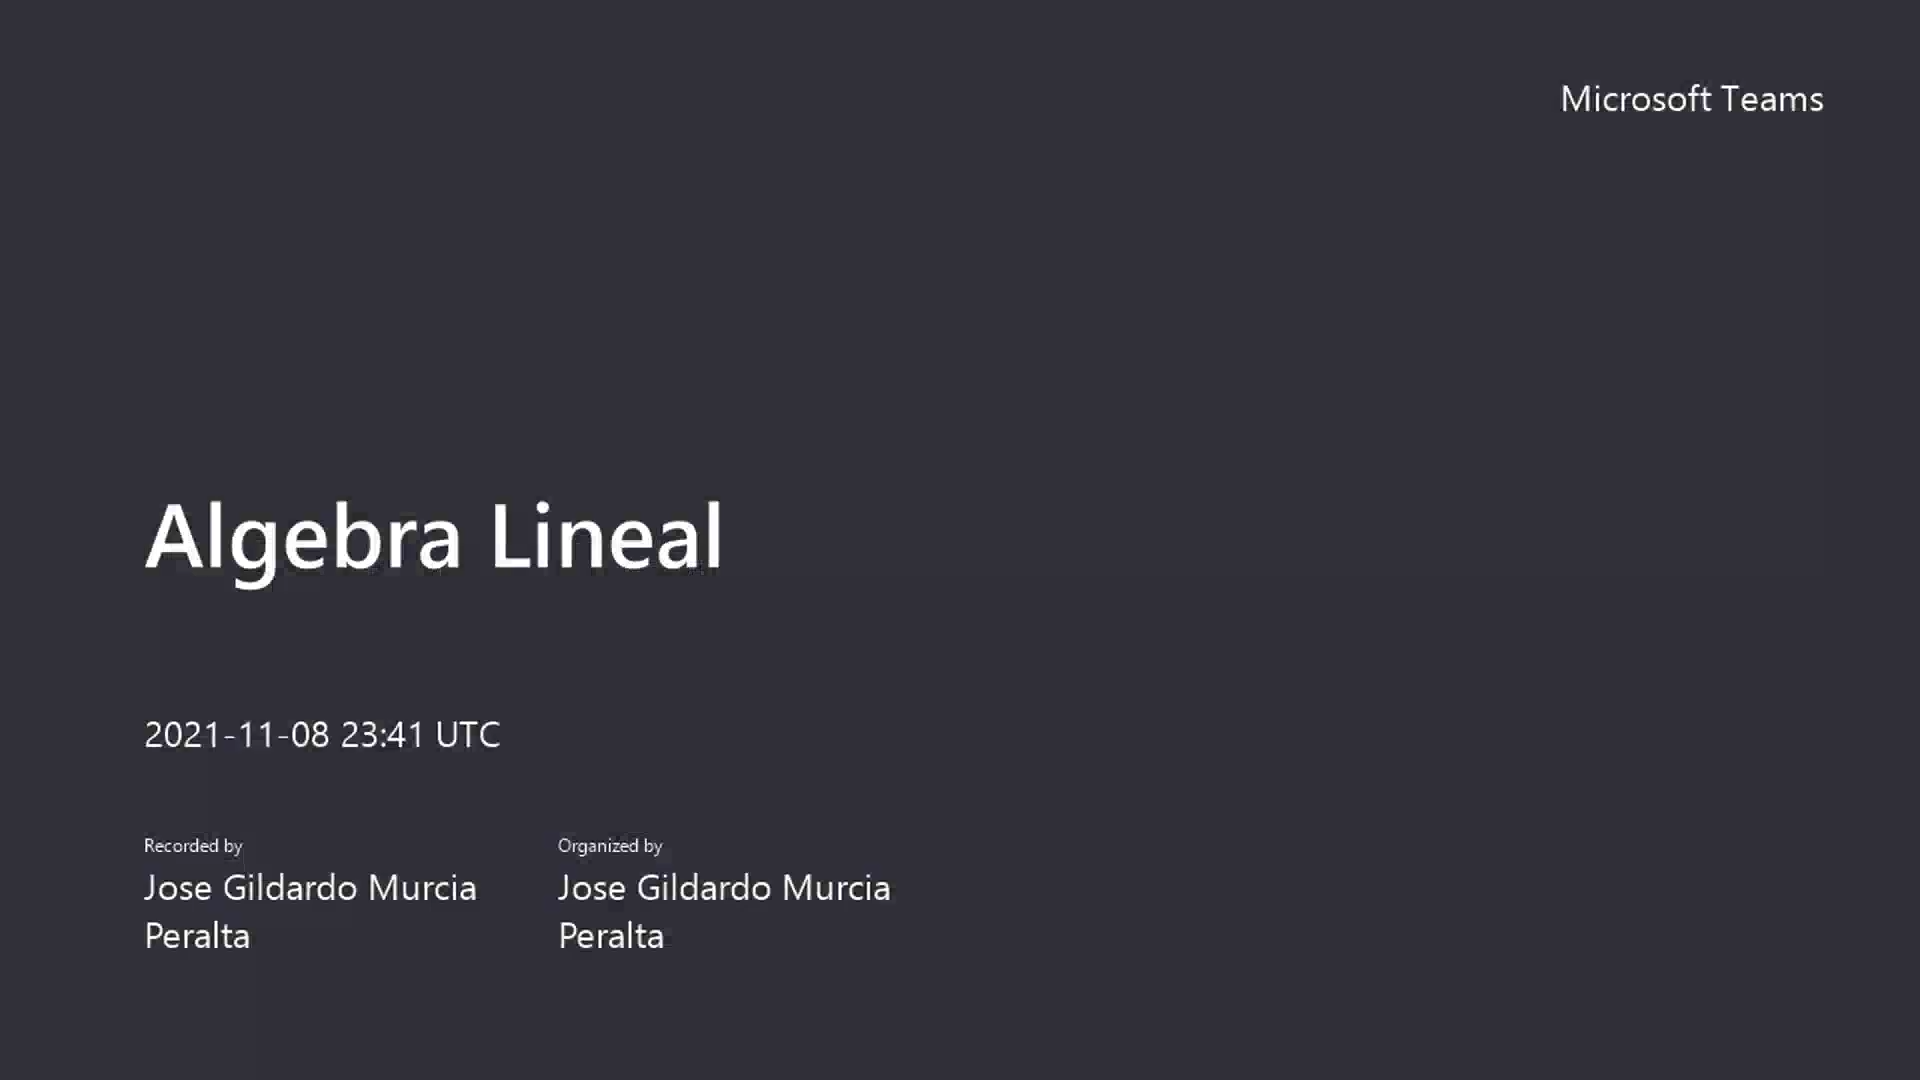 Microsoft Teams
Algebra Lineal
2021-11-08 23:41 UTC
Recorded by
Jose Gildardo Murcia
Peralta
Organized by
Jose Gildardo Murcia
Peralta